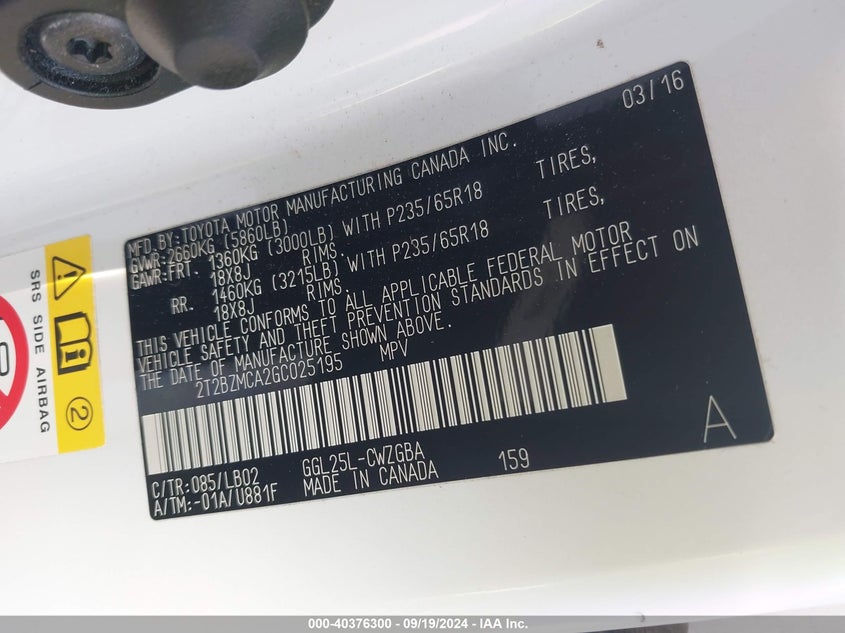 03/16
MFD.BY:TOYOTA MOTOR MANUFACTURING CANADA INC.
GVWR:2660KG (5860LB)
GAWR:FRT. 1360KG (3000LB) WITH P235/65R18 TIRES,
18X8J RIMS.
RR. 1460KG (3215LB) WITH P235/65R18 TIRES,
18X8J RIMS.
THIS VEHICLE CONFORMS TO ALL APPLICABLE FEDERAL MOTOR
VEHICLE SAFETY AND THEFT PREVENTION STANDARDS IN EFFECT ON
THE DATE OF MANUFACTURE SHOWN ABOVE.
2T2BZMCA2GC025195 MPV
C/TR:085/LB02 GGL25L-CWZGBA 159 A
A/TM:-01A/U881F MADE IN CANADA
SRS SIDE AIRBAG
2
000-40376300 - 09/19/2024 - IAA Inc.